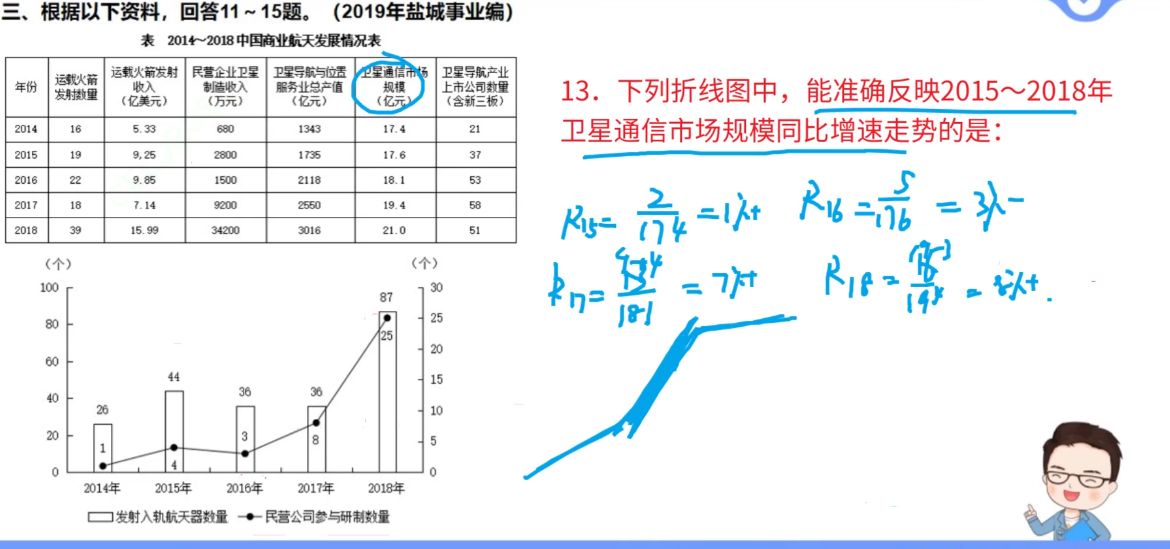 三、根据以下资料，回答11～15题。（2019年盐城事业编）
表 2014～2018中国商业航天发展情况表
年份 运载火箭发射数量 运载火箭发射收入（亿美元） 民营企业卫星制造收入（万元） 卫星导航与位置服务业总产值（亿元） 卫星通信市场规模（亿元） 卫星导航产业上市公司数量（含新三板）
2014 16 5.33 680 1343 17.4 21
2015 19 9,25 2800 1735 17.6 37
2016 22 9.85 1500 2118 18.1 53
2017 18 7.14 9200 2550 19.4 58
2018 39 15.99 34200 3016 21.0 51
（个） （个）
100 30
80 25
60 20
40 15
20 10
0 5
0
26 44 36 36 87
1 4 3 8 25
2014年 2015年 2016年 2017年 2018年
发射入轨航天器数量 民营公司参与研制数量
13．下列折线图中，能准确反映2015～2018年
卫星通信市场规模同比增速走势的是：
R15=2/174=1%+ R16=5/176=3%-
R17=13/181=7%+ R18=16/194=8%+.